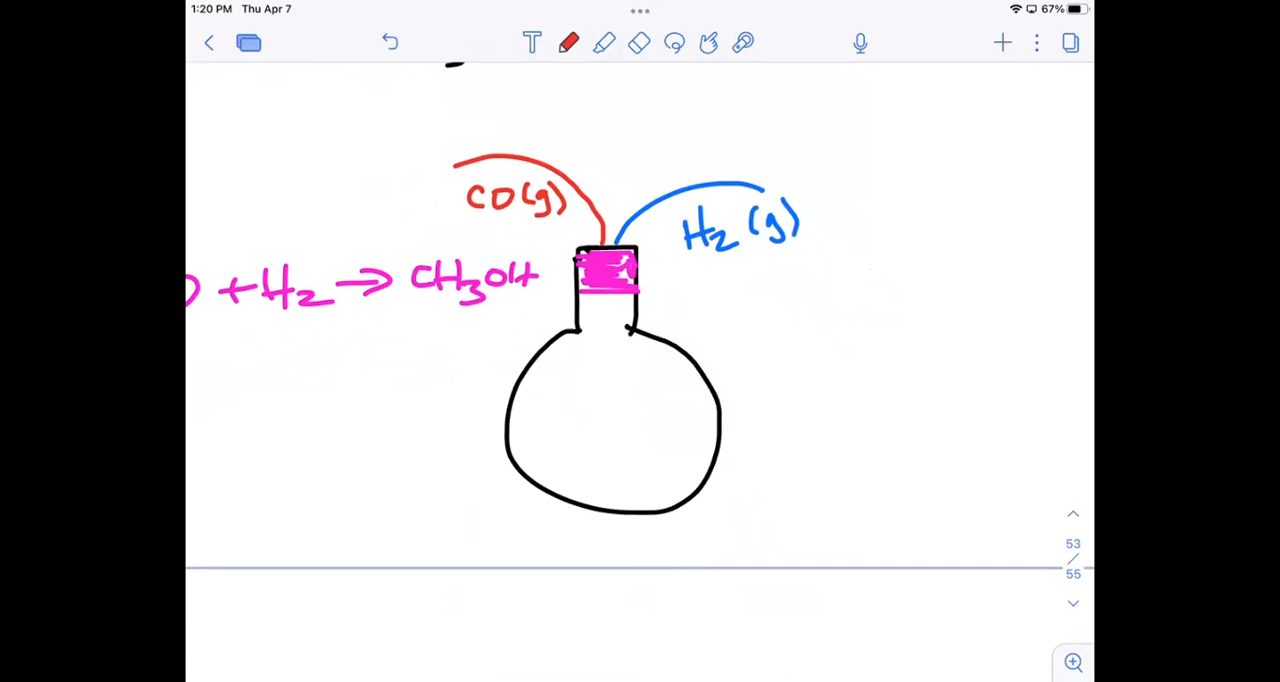 1:20 PM Thu Apr 7
67%
CO(g)
H2 (g)
+ H2 → CH3OH
53
55